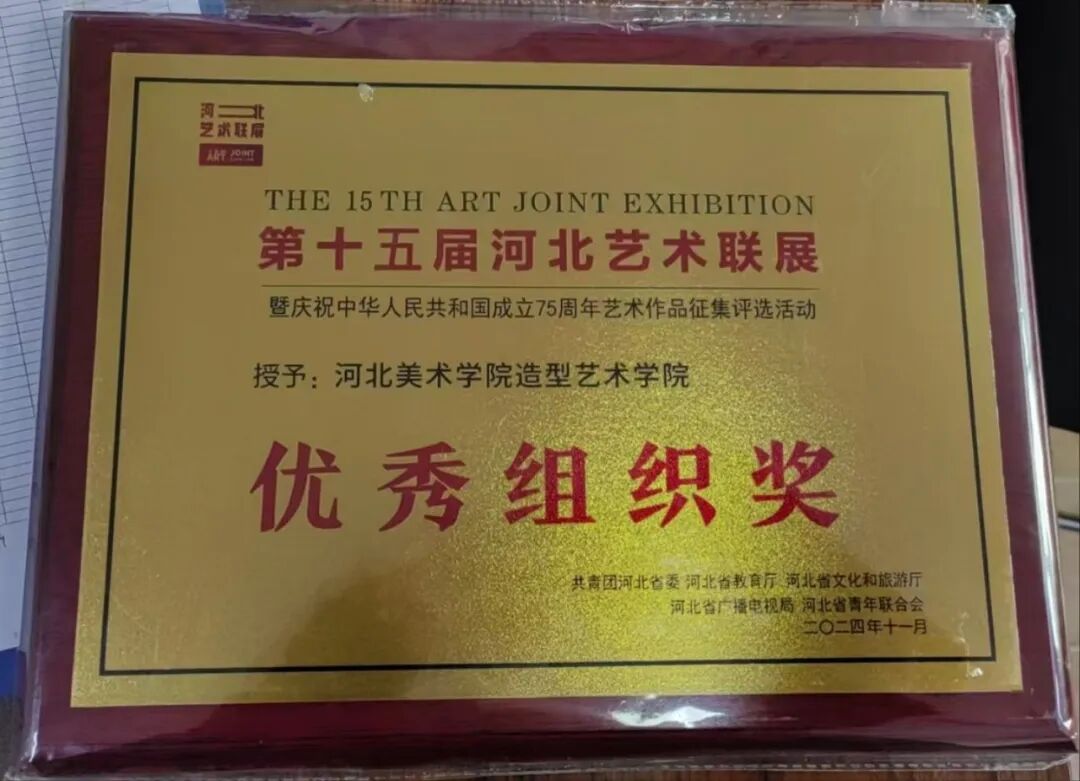 河北
艺术联展
ART JOINT
THE 15TH ART JOINT EXHIBITION
第十五届河北艺术联展
暨庆祝中华人民共和国成立75周年艺术作品征集评选活动
授予：河北美术学院造型艺术学院
优秀组织奖
共青团河北省委 河北省教育厅 河北省文化和旅游厅
河北省广播电视局 河北省青年联合会
二〇二四年十一月